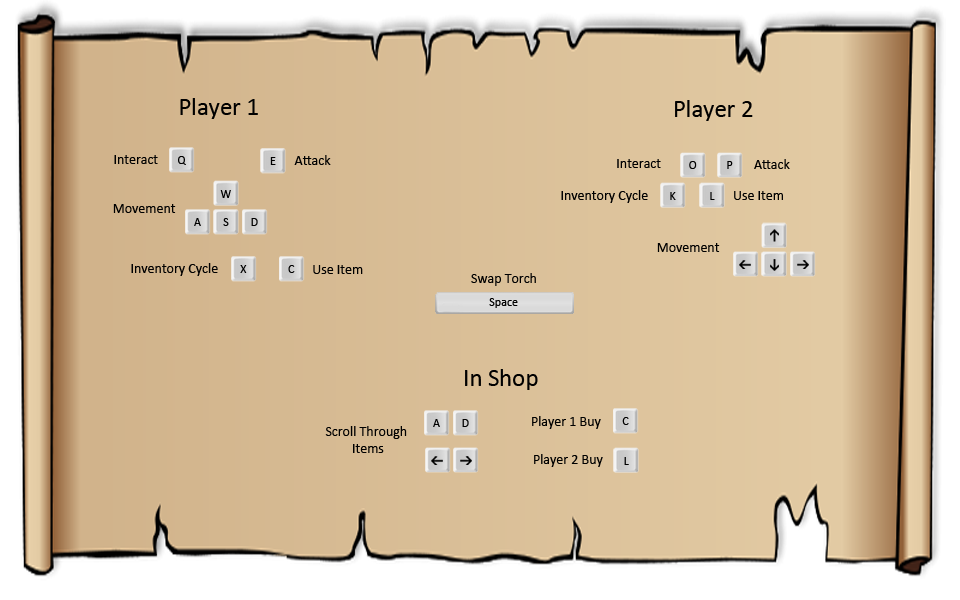 Player 1
Interact Q E Attack
W
Movement
A S D
Inventory Cycle X C Use Item
Player 2
Interact O P Attack
Inventory Cycle K L Use Item
↑
Movement
← ↓ →
Swap Torch
Space
In Shop
Scroll Through
Items
A D
← →
Player 1 Buy C
Player 2 Buy L